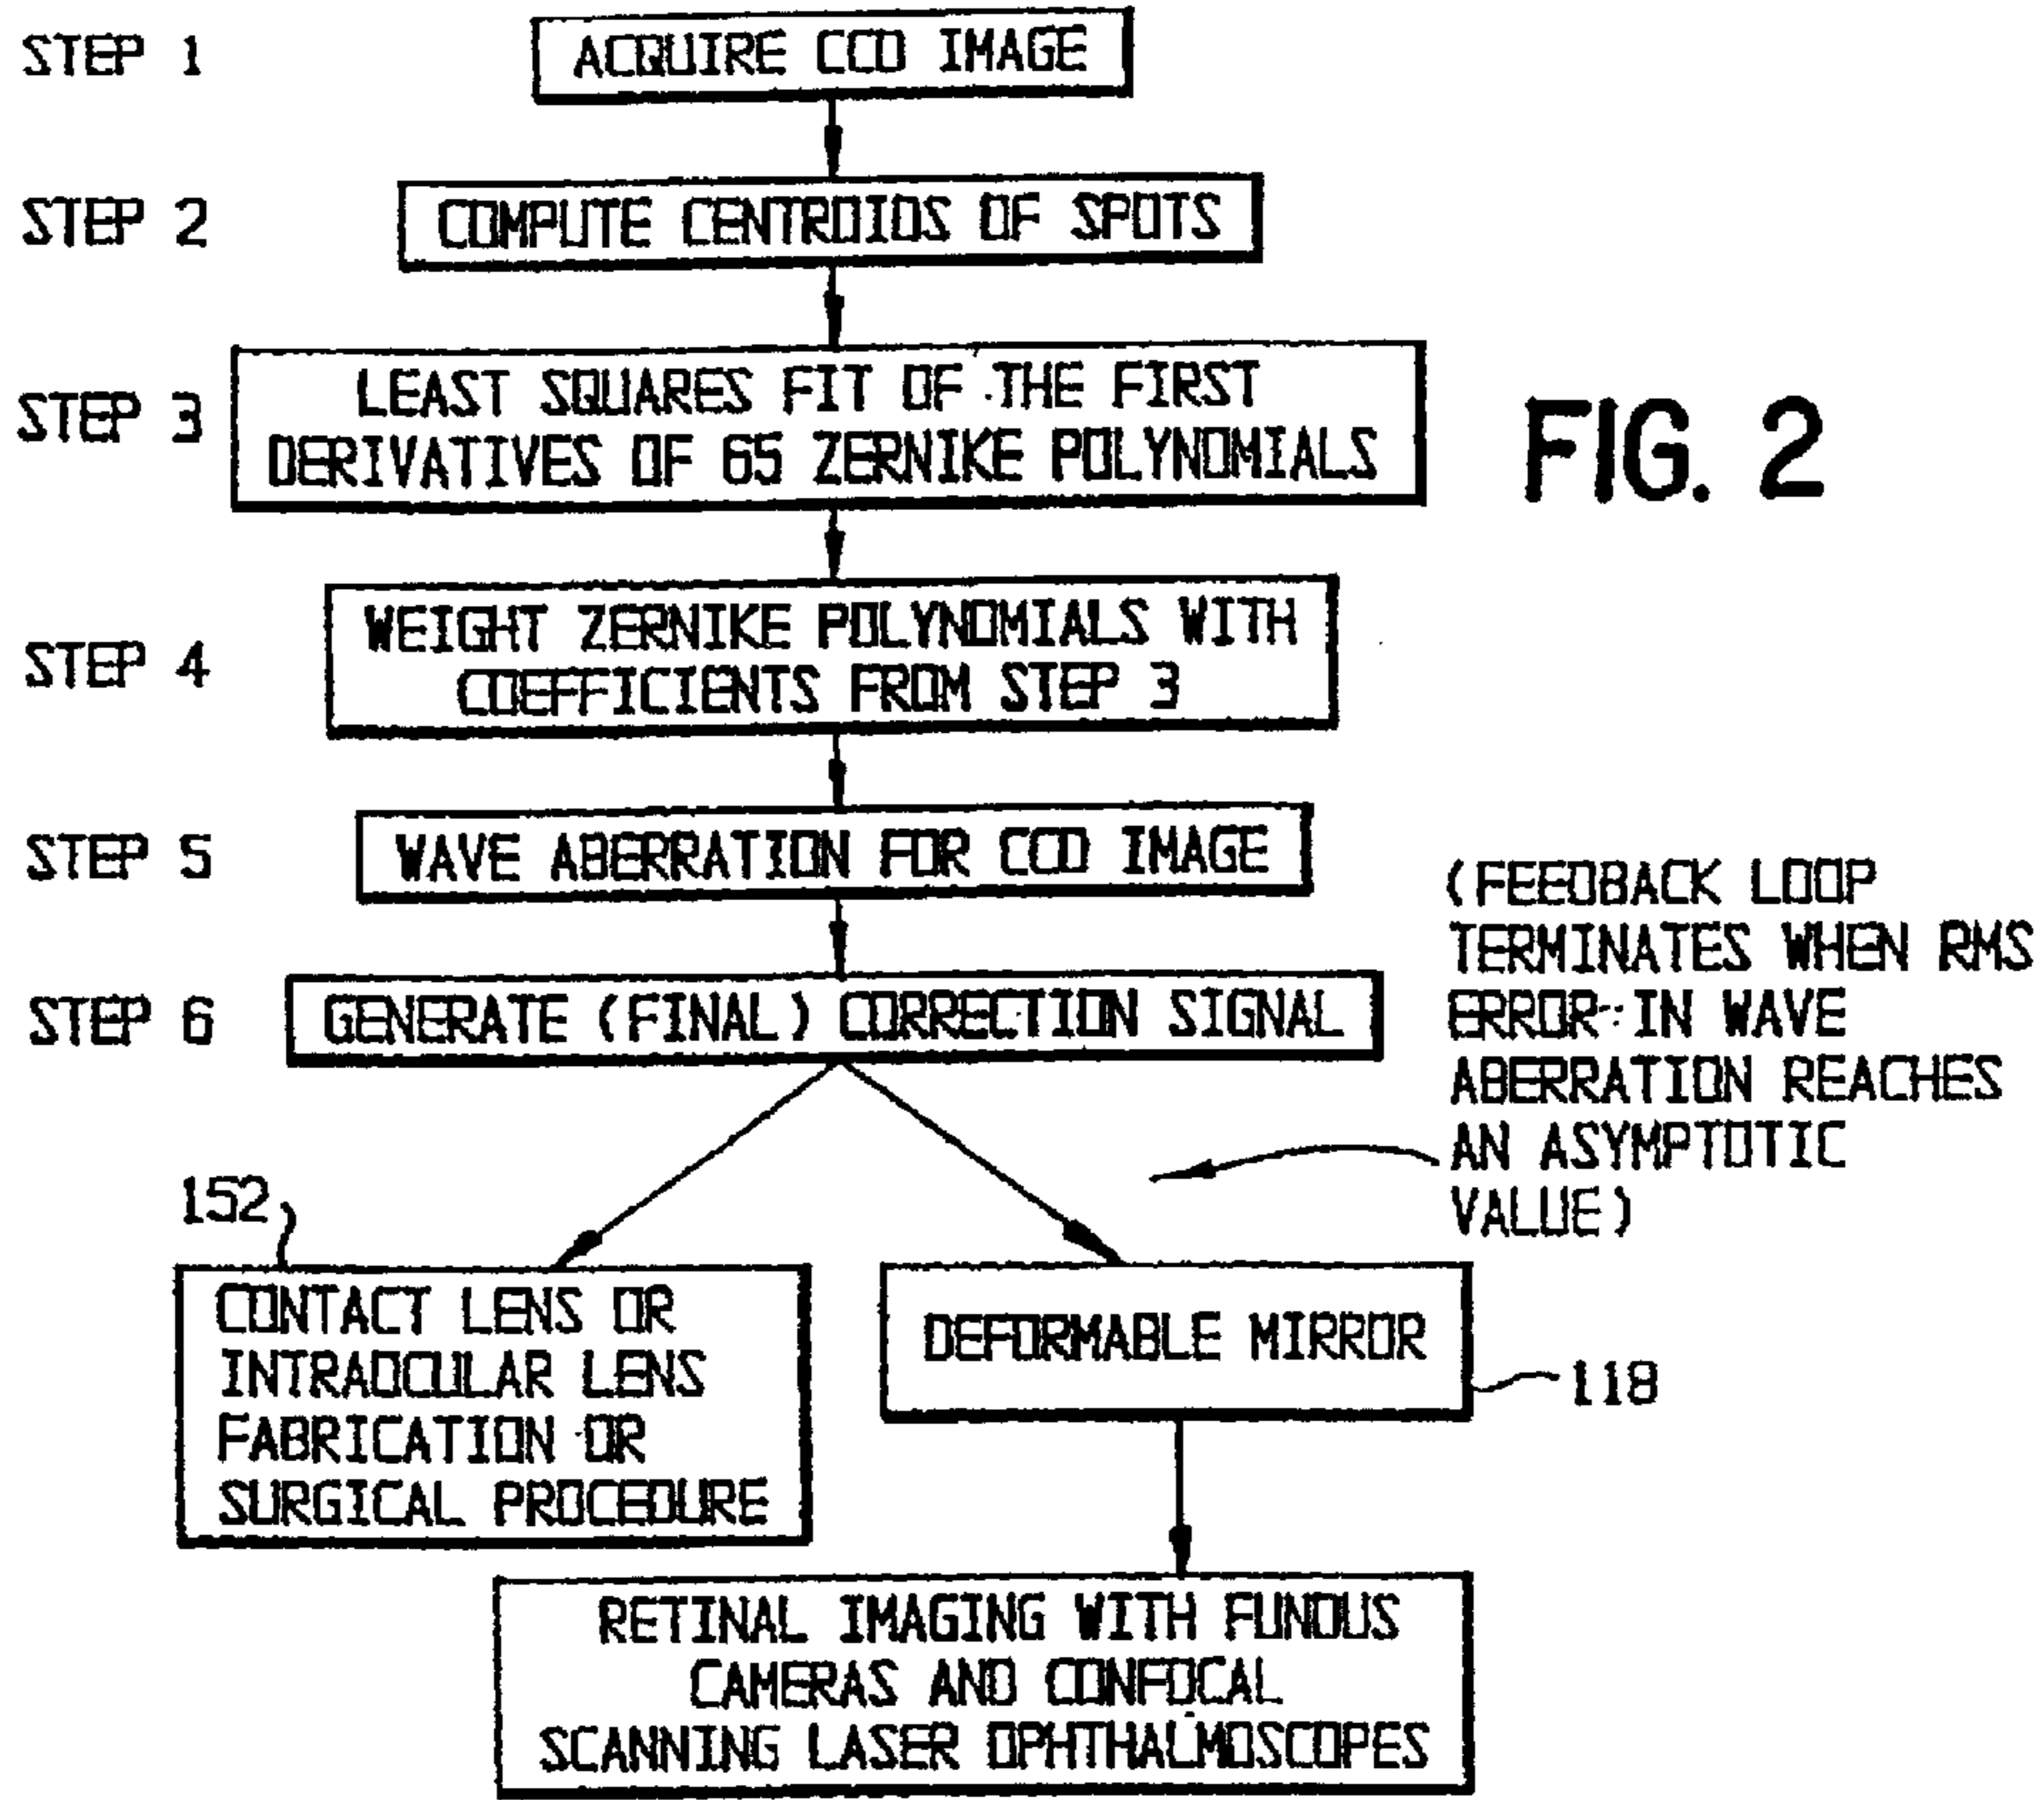 STEP 1
ACQUIRE CCD IMAGE
STEP 2
COMPUTE CENTROIDS OF SPOTS
STEP 3
LEAST SQUARES FIT OF THE FIRST
DERIVATIVES OF 65 ZERNIKE POLYNOMIALS
FIG. 2
STEP 4
WEIGHT ZERNIKE POLYNOMIALS WITH
COEFFICIENTS FROM STEP 3
STEP 5
WAVE ABERRATION FOR CCD IMAGE
STEP 6
GENERATE (FINAL) CORRECTION SIGNAL
(FEEDBACK LOOP
TERMINATES WHEN RMS
ERROR IN WAVE
ABERRATION REACHES
AN ASYMPTOTIC
VALUE)
152
CONTACT LENS OR
INTRAOCULAR LENS
FABRICATION OR
SURGICAL PROCEDURE
DEFORMABLE MIRROR
118
RETINAL IMAGING WITH FUNDUS
CAMERAS AND CONFOCAL
SCANNING LASER OPHTHALMOSCOPES